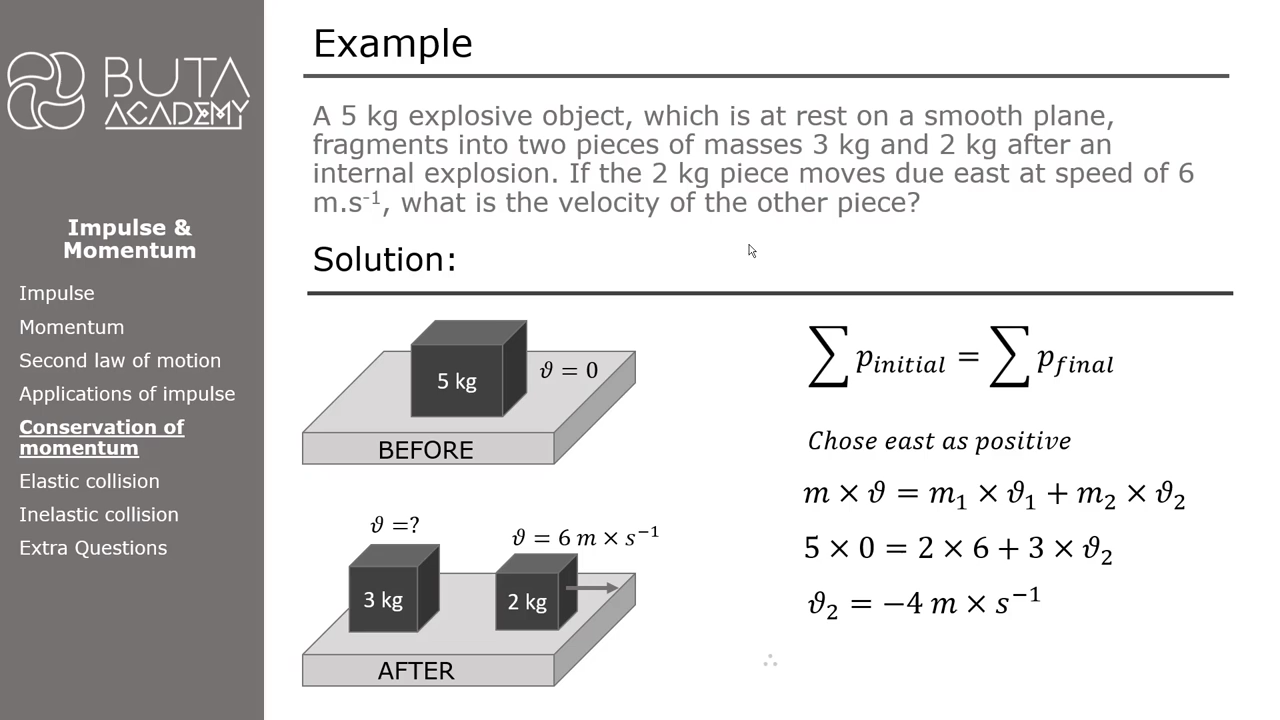 BUTA
ACADEMY
Impulse &
Momentum
Impulse
Momentum
Second law of motion
Applications of impulse
Conservation of
momentum
Elastic collision
Inelastic collision
Extra Questions
Example
A 5 kg explosive object, which is at rest on a smooth plane,
fragments into two pieces of masses 3 kg and 2 kg after an
internal explosion. If the 2 kg piece moves due east at speed of 6
m.s⁻¹, what is the velocity of the other piece?
Solution:
5 kg
𝜗 = 0
BEFORE
𝜗 =?
𝜗 = 6 m × s⁻¹
3 kg
2 kg
AFTER
∑ p_initial = ∑ p_final
Chose east as positive
m × 𝜗 = m₁ × 𝜗₁ + m₂ × 𝜗₂
5 × 0 = 2 × 6 + 3 × 𝜗₂
𝜗₂ = −4 m × s⁻¹
∴